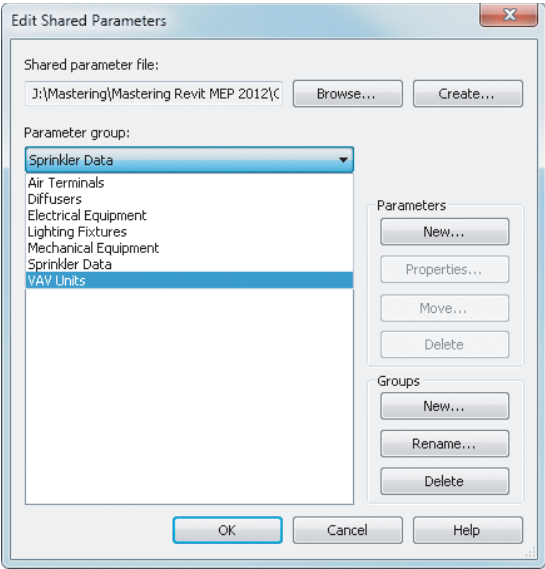 Edit Shared Parameters
x
Shared parameter file:
J:\Mastering\Mastering Revit MEP 2012\C
Browse...
Create...
Parameter group:
Sprinkler Data
Air Terminals
Diffusers
Electrical Equipment
Lighting Fixtures
Mechanical Equipment
Sprinkler Data
VAV Units
Parameters
New...
Properties...
Move...
Delete
Groups
New...
Rename...
Delete
OK
Cancel
Help